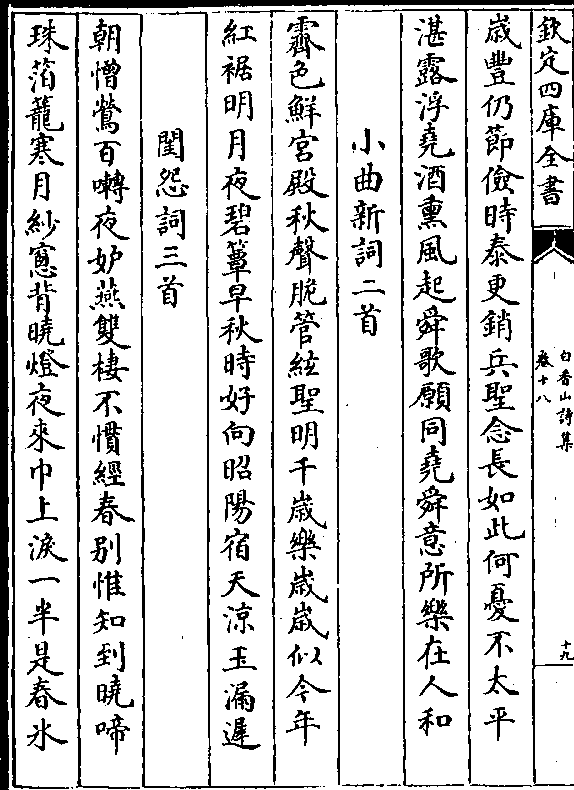 欽定四庫全書
白香山詩集
卷十八
十九
歲豐仍節儉時泰更銷兵聖念長如此何憂不太平
湛露浮堯酒薰風起舜歌願同堯舜意所樂在人和
小曲新詞二首
霽色鮮宮殿秋聲脆管絃聖明千歲樂歲歲似今年
紅裾明月夜碧簟早秋時好向昭陽宿天涼玉漏遲
閨怨詞三首
朝憎鶯百囀夜妒燕雙棲不慣經春别惟知到曉啼
珠箔籠寒月紗窻背曉燈夜來巾上淚一半是春氷